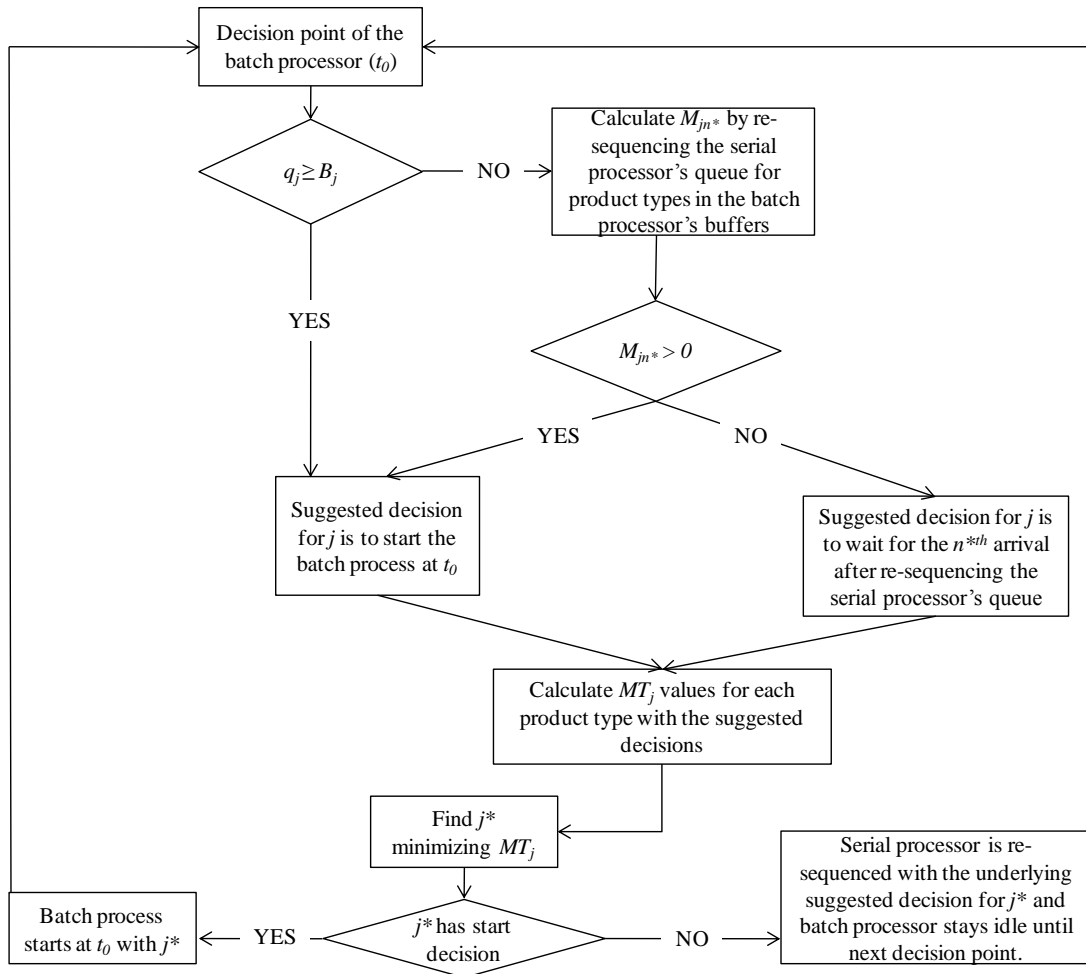 Decision point of the
batch processor (t0)
Calculate Mjn* by re-
sequencing the serial
processor’s queue for
product types in the batch
processor’s buffers
qj ≥ Bj
NO
YES
Mjn* > 0
YES
NO
Suggested decision
for j is to start the
batch process at t0
Suggested decision for j is
to wait for the n*th arrival
after re-sequencing the
serial processor’s queue
Calculate MTj values for each
product type with the suggested
decisions
Find j*
minimizing MTj
Serial processor is re-
sequenced with the underlying
suggested decision for j* and
batch processor stays idle until
next decision point.
Batch process
starts at t0 with j*
YES
j* has start
decision
NO